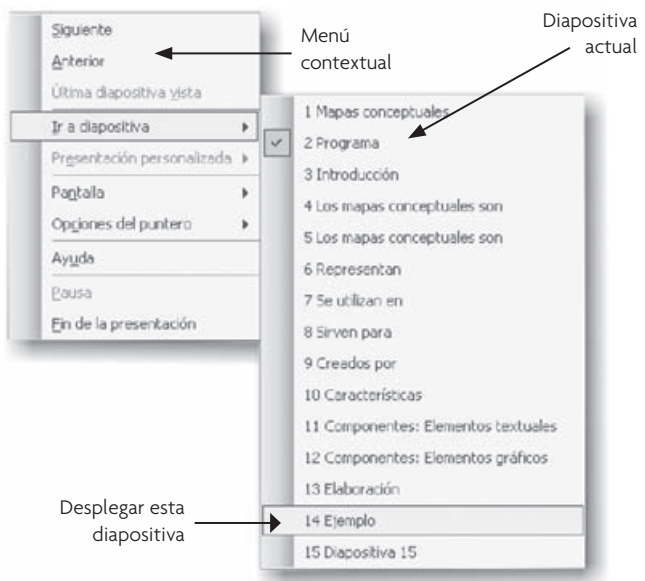 Siguiente
Anterior
Última diapositiva vista
Ir a diapositiva
Presentación personalizada
Pantalla
Opciones del puntero
Ayuda
Pausa
Fin de la presentación
Menú
contextual
Diapositiva
actual
1 Mapas conceptuales
2 Programa
3 Introducción
4 Los mapas conceptuales son
5 Los mapas conceptuales son
6 Representan
7 Se utilizan en
8 Sirven para
9 Creados por
10 Características
11 Componentes: Elementos textuales
12 Componentes: Elementos gráficos
13 Elaboración
14 Ejemplo
15 Diapositiva 15
Desplegar esta
diapositiva